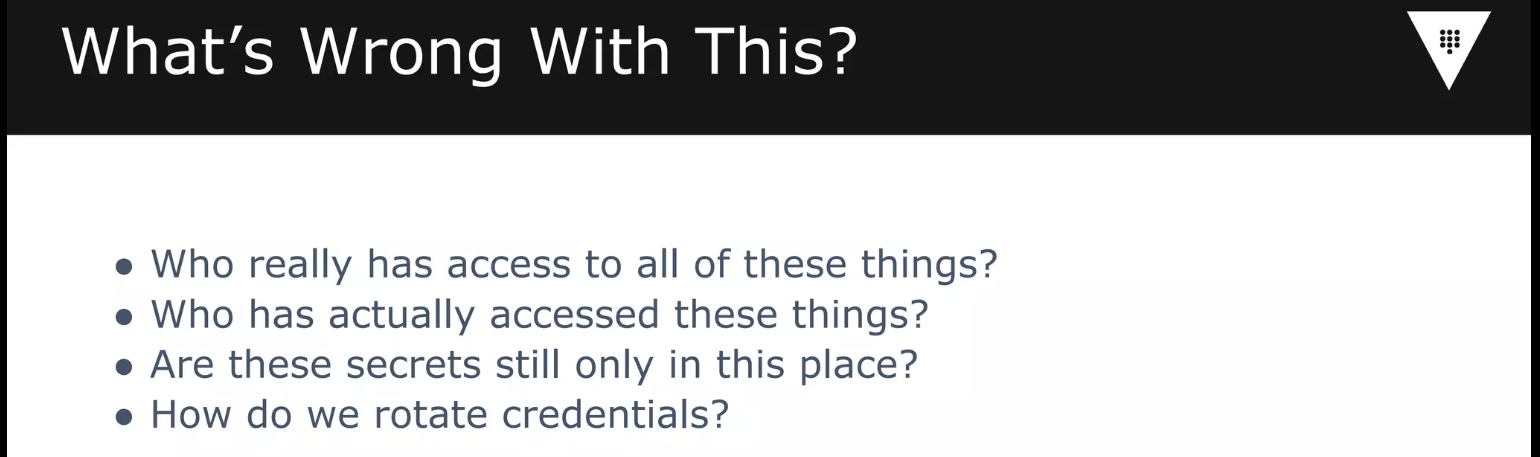 What’s Wrong With This?
● Who really has access to all of these things?
● Who has actually accessed these things?
● Are these secrets still only in this place?
● How do we rotate credentials?